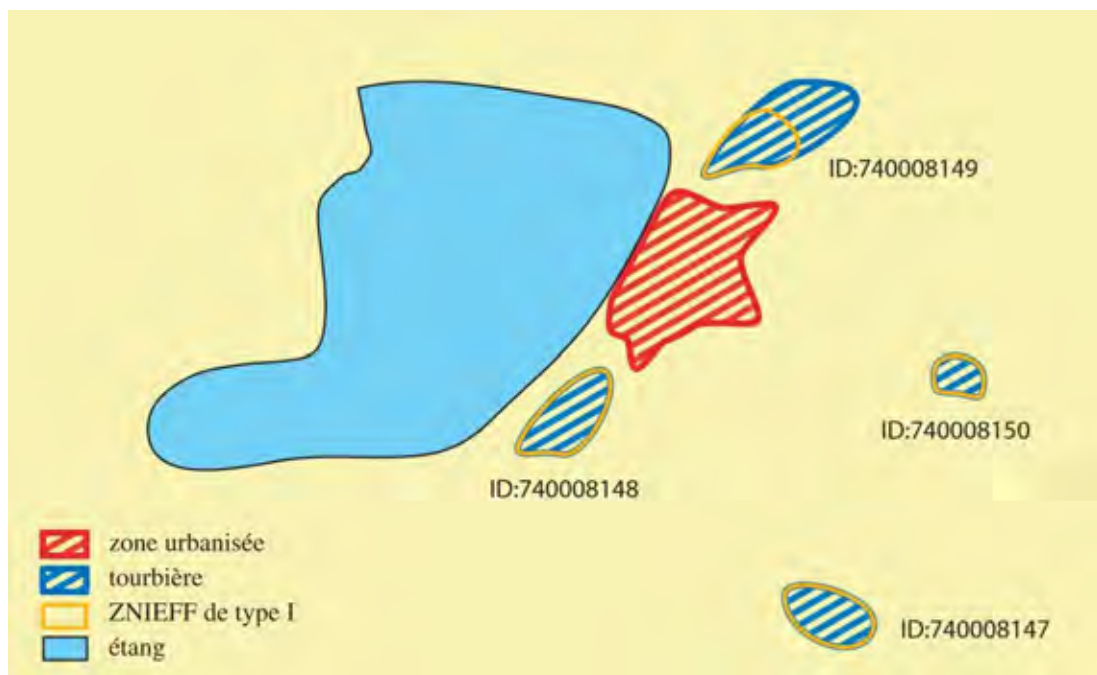 ID:740008149
ID:740008150
ID:740008148
zone urbanisée
tourbière
ZNIEFF de type I
étang
ID:740008147